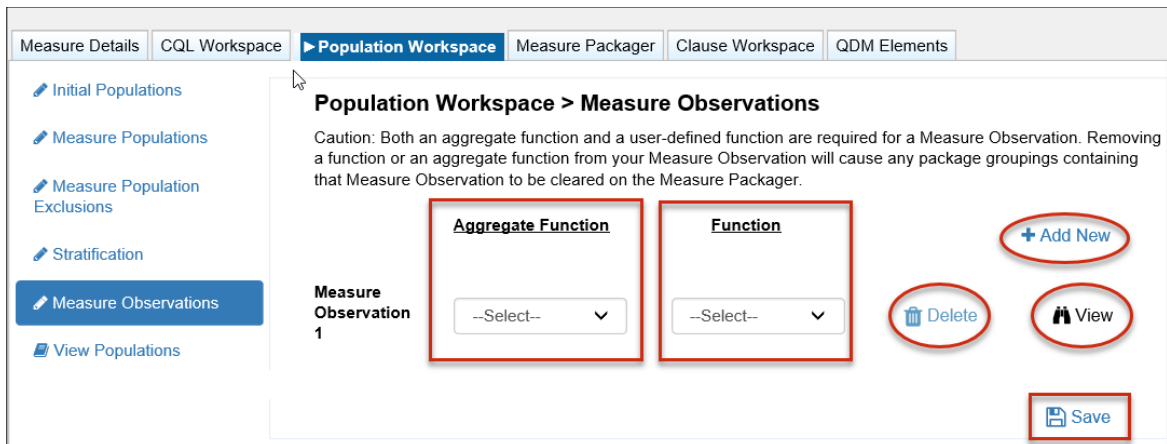 Measure Details CQL Workspace ▶Population Workspace Measure Packager Clause Workspace QDM Elements
Initial Populations
Measure Populations
Measure Population
Exclusions
Stratification
Measure Observations
View Populations
Population Workspace > Measure Observations
Caution: Both an aggregate function and a user-defined function are required for a Measure Observation. Removing
a function or an aggregate function from your Measure Observation will cause any package groupings containing
that Measure Observation to be cleared on the Measure Packager.
Aggregate Function Function
+ Add New
Measure
Observation
1
--Select-- --Select-- Delete View
Save